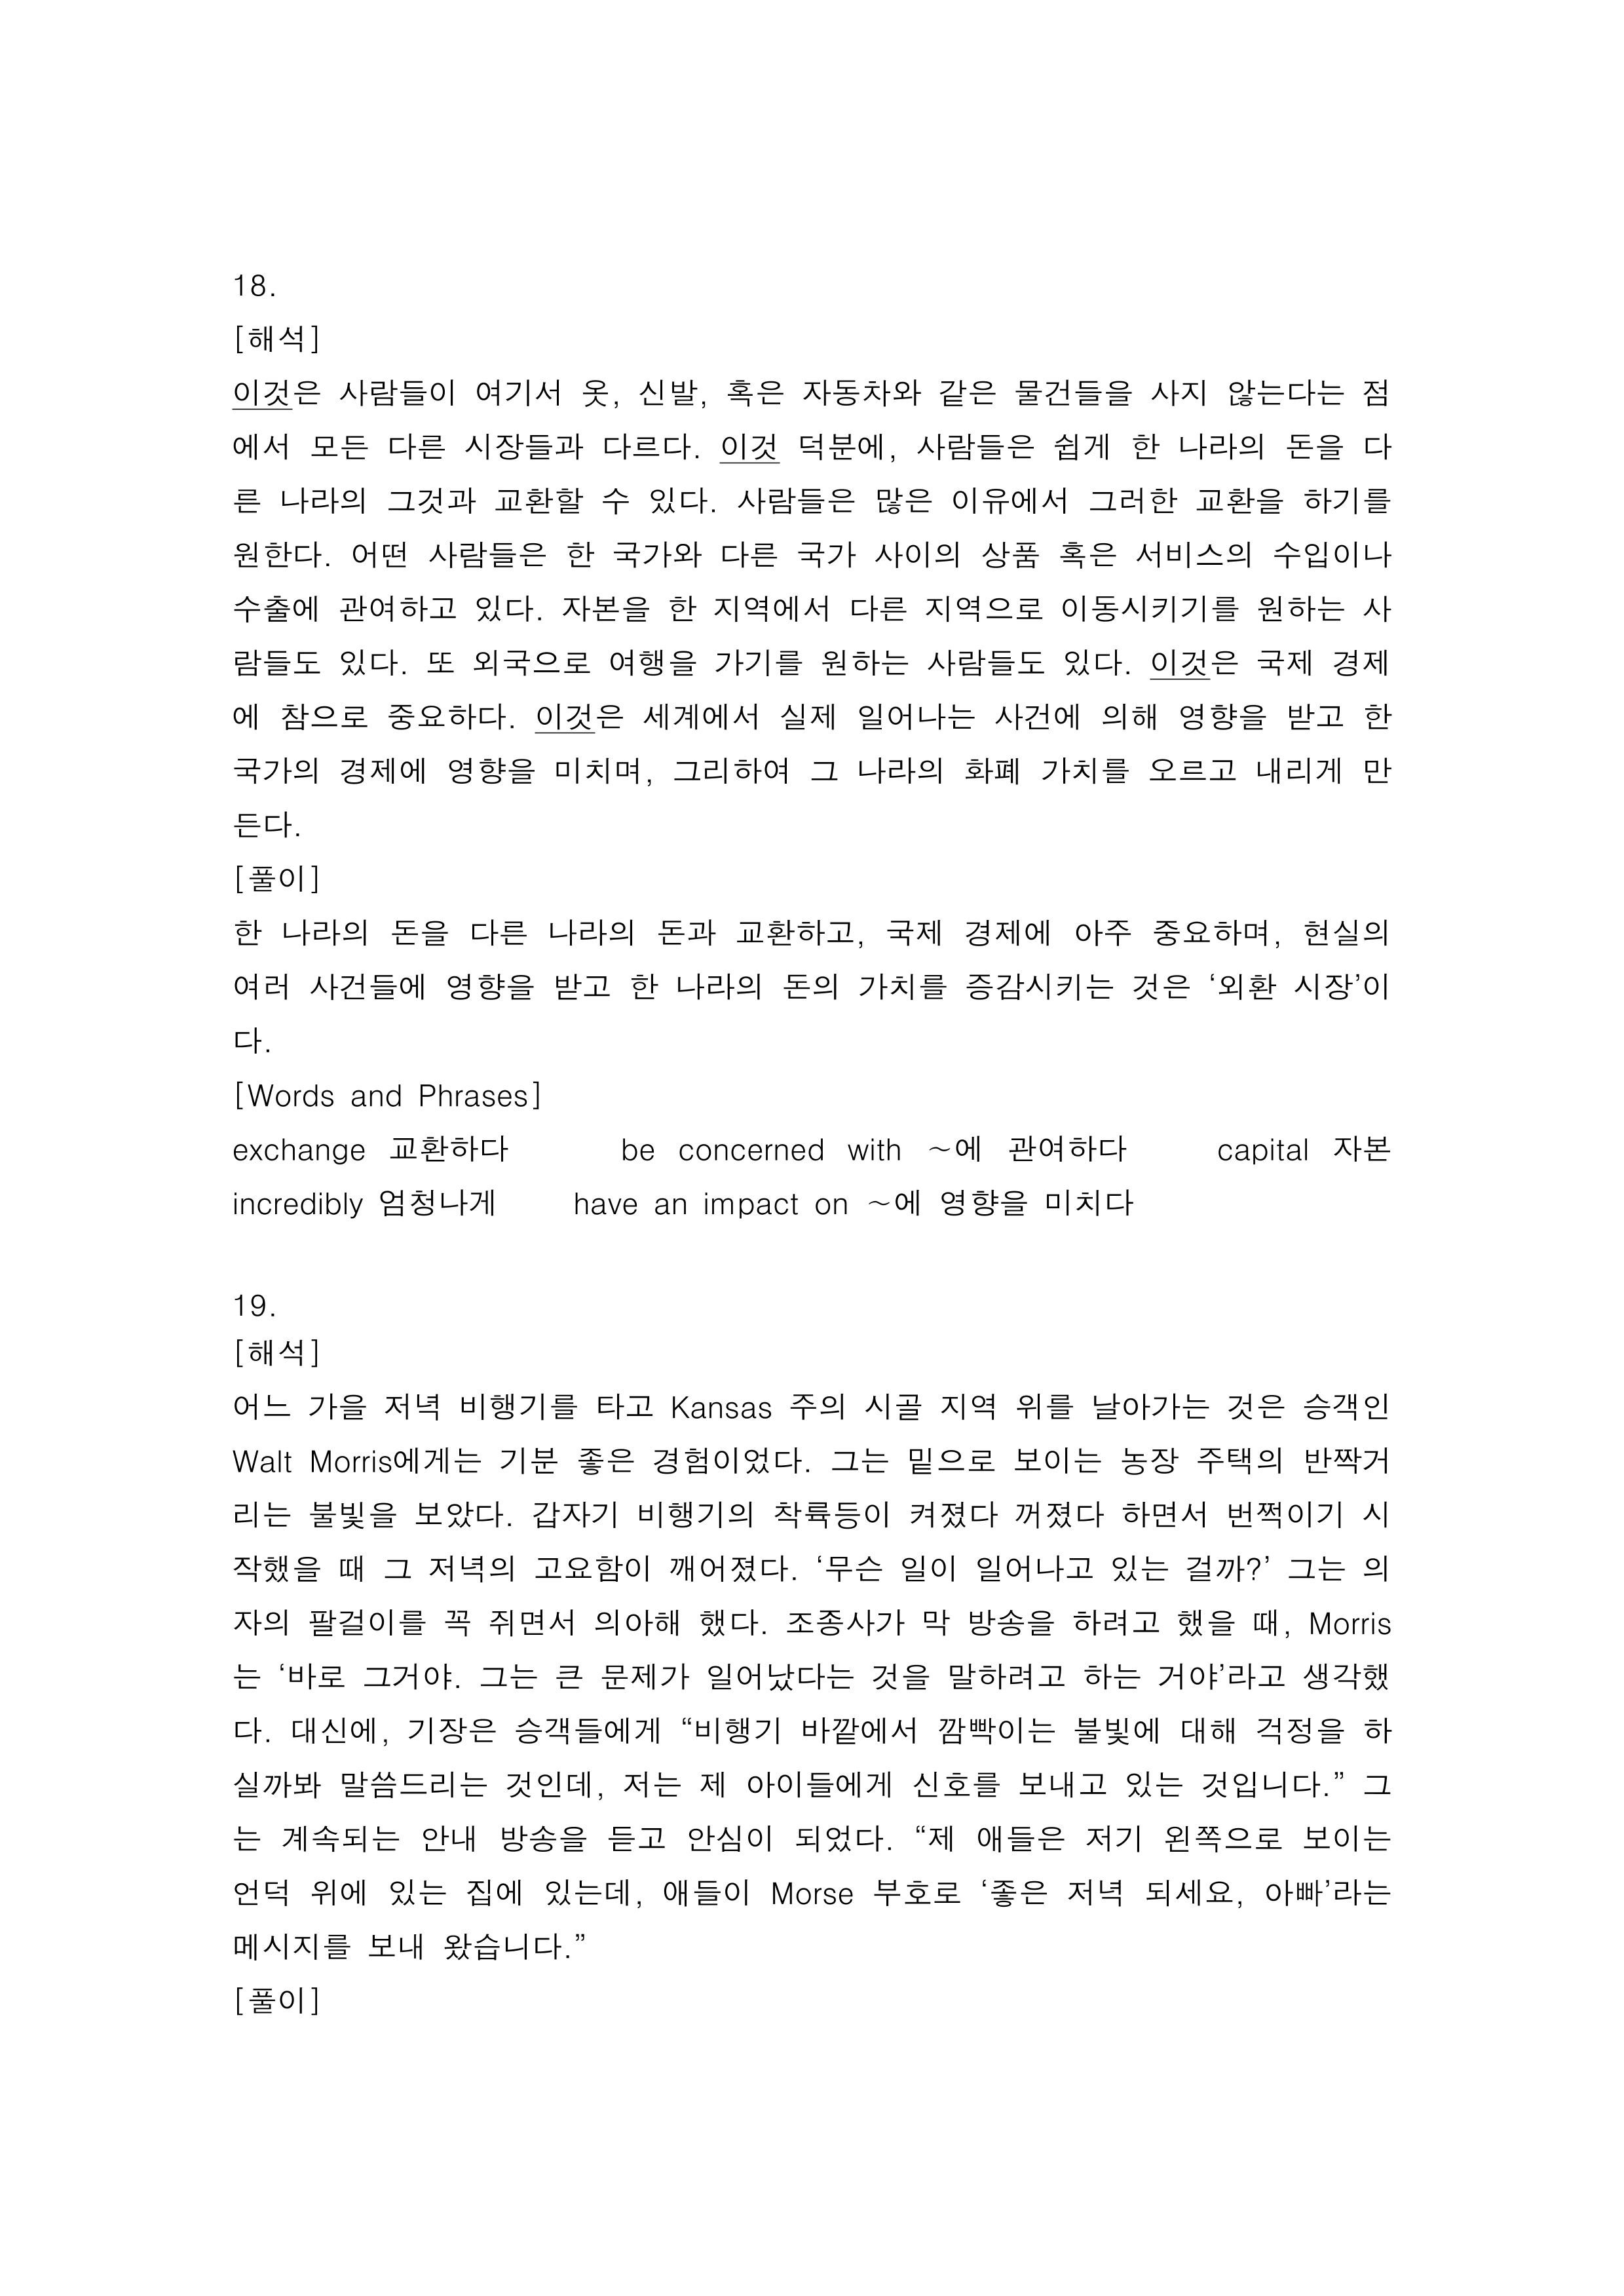 18.
[해석]
이것은 사람들이 여기서 옷, 신발, 혹은 자동차와 같은 물건들을 사지 않는다는 점
에서 모든 다른 시장들과 다르다. 이것 덕분에, 사람들은 쉽게 한 나라의 돈을 다
른 나라의 그것과 교환할 수 있다. 사람들은 많은 이유에서 그러한 교환을 하기를
원한다. 어떤 사람들은 한 국가와 다른 국가 사이의 상품 혹은 서비스의 수입이나
수출에 관여하고 있다. 자본을 한 지역에서 다른 지역으로 이동시키기를 원하는 사
람들도 있다. 또 외국으로 여행을 가기를 원하는 사람들도 있다. 이것은 국제 경제
에 참으로 중요하다. 이것은 세계에서 실제 일어나는 사건에 의해 영향을 받고 한
국가의 경제에 영향을 미치며, 그리하여 그 나라의 화폐 가치를 오르고 내리게 만
든다.
[풀이]
한 나라의 돈을 다른 나라의 돈과 교환하고, 국제 경제에 아주 중요하며, 현실의
여러 사건들에 영향을 받고 한 나라의 돈의 가치를 증감시키는 것은 ‘외환 시장’이
다.
[Words and Phrases]
exchange 교환하다 be concerned with ~에 관여하다 capital 자본
incredibly 엄청나게 have an impact on ~에 영향을 미치다
19.
[해석]
어느 가을 저녁 비행기를 타고 Kansas 주의 시골 지역 위를 날아가는 것은 승객인
Walt Morris에게는 기분 좋은 경험이었다. 그는 밑으로 보이는 농장 주택의 반짝거
리는 불빛을 보았다. 갑자기 비행기의 착륙등이 켜졌다 꺼졌다 하면서 번쩍이기 시
작했을 때 그 저녁의 고요함이 깨어졌다. ‘무슨 일이 일어나고 있는 걸까?’ 그는 의
자의 팔걸이를 꼭 쥐면서 의아해 했다. 조종사가 막 방송을 하려고 했을 때, Morris
는 ‘바로 그거야. 그는 큰 문제가 일어났다는 것을 말하려고 하는 거야’라고 생각했
다. 대신에, 기장은 승객들에게 “비행기 바깥에서 깜빡이는 불빛에 대해 걱정을 하
실까봐 말씀드리는 것인데, 저는 제 아이들에게 신호를 보내고 있는 것입니다.” 그
는 계속되는 안내 방송을 듣고 안심이 되었다. “제 애들은 저기 왼쪽으로 보이는
언덕 위에 있는 집에 있는데, 애들이 Morse 부호로 ‘좋은 저녁 되세요, 아빠’라는
메시지를 보내 왔습니다.”
[풀이]